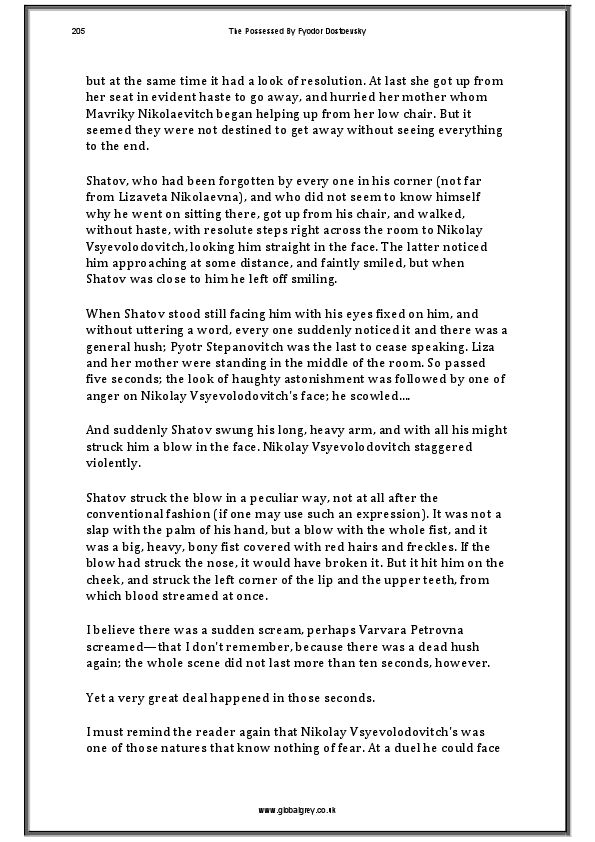 205
The Possessed By Fyodor Dostoevsky
but at the same time it had a look of resolution. At last she got up from
her seat in evident haste to go away, and hurried her mother whom
Mavriky Nikolaevitch began helping up from her low chair. But it
seemed they were not destined to get away without seeing everything
to the end.
Shatov, who had been forgotten by every one in his corner (not far
from Lizaveta Nikolaevna), and who did not seem to know himself
why he went on sitting there, got up from his chair, and walked,
without haste, with resolute steps right across the room to Nikolay
Vsyevolodovitch, looking him straight in the face. The latter noticed
him approaching at some distance, and faintly smiled, but when
Shatov was close to him he left off smiling.
When Shatov stood still facing him with his eyes fixed on him, and
without uttering a word, every one suddenly noticed it and there was a
general hush; Pyotr Stepanovitch was the last to cease speaking. Liza
and her mother were standing in the middle of the room. So passed
five seconds; the look of haughty astonishment was followed by one of
anger on Nikolay Vsyevolodovitch's face; he scowled....
And suddenly Shatov swung his long, heavy arm, and with all his might
struck him a blow in the face. Nikolay Vsyevolodovitch staggered
violently.
Shatov struck the blow in a peculiar way, not at all after the
conventional fashion (if one may use such an expression). It was not a
slap with the palm of his hand, but a blow with the whole fist, and it
was a big, heavy, bony fist covered with red hairs and freckles. If the
blow had struck the nose, it would have broken it. But it hit him on the
cheek, and struck the left corner of the lip and the upper teeth, from
which blood streamed at once.
I believe there was a sudden scream, perhaps Varvara Petrovna
screamed—that I don't remember, because there was a dead hush
again; the whole scene did not last more than ten seconds, however.
Yet a very great deal happened in those seconds.
I must remind the reader again that Nikolay Vsyevolodovitch's was
one of those natures that know nothing of fear. At a duel he could face
www.globalgrey.co.uk